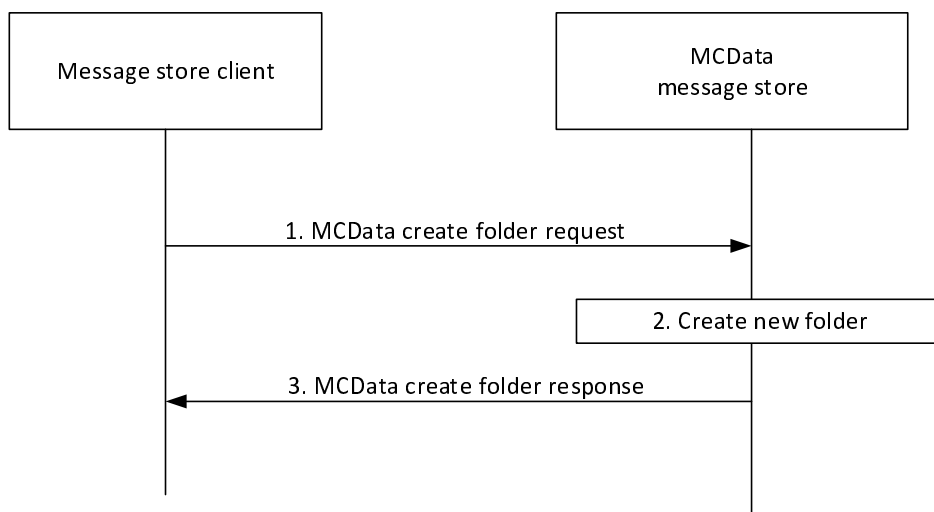 Message store client
MCData
message store
1. MCData create folder request
2. Create new folder
3. MCData create folder response